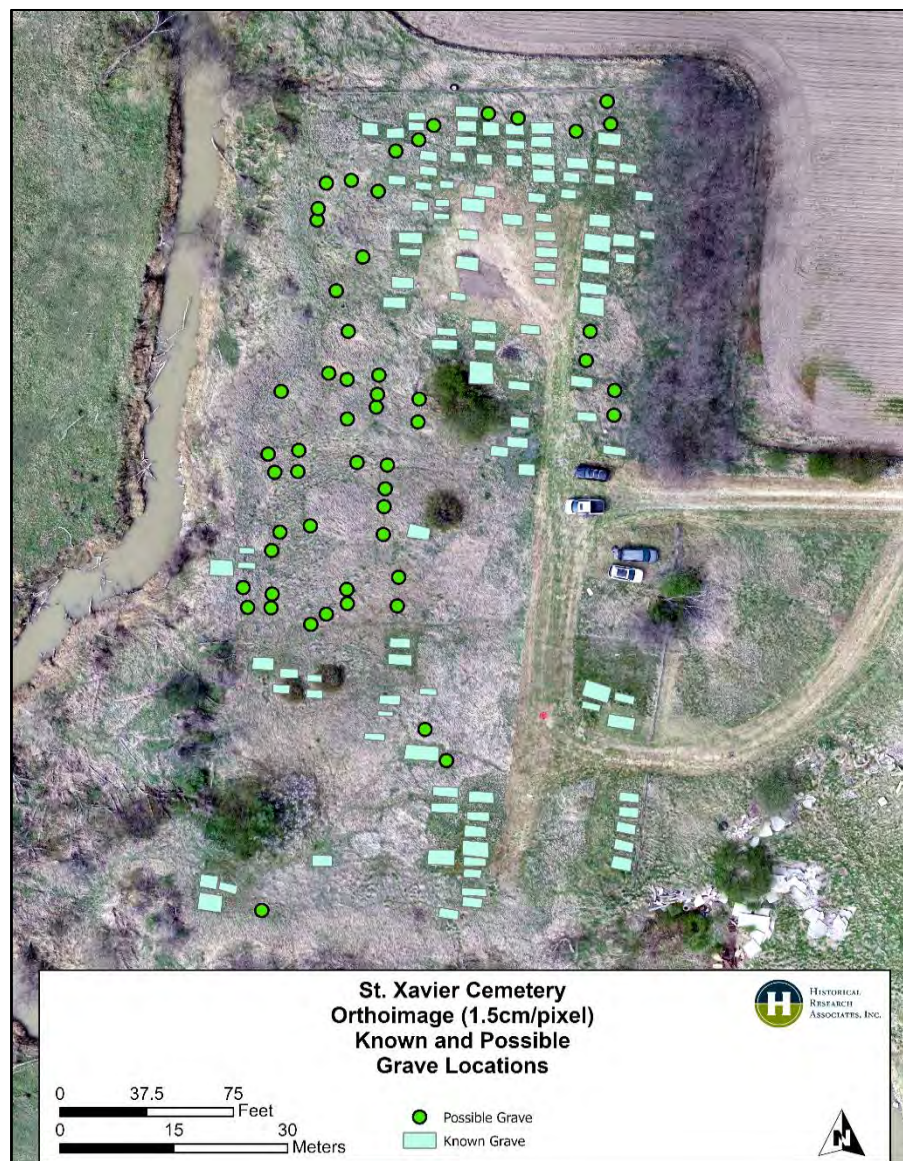 St. Xavier Cemetery
Orthoimage (1.5cm/pixel)
Known and Possible
Grave Locations
H
HISTORICAL
RESEARCH
ASSOCIATES, INC.
0 37.5 75
Feet
0 15 30
Meters
Possible Grave
Known Grave
N